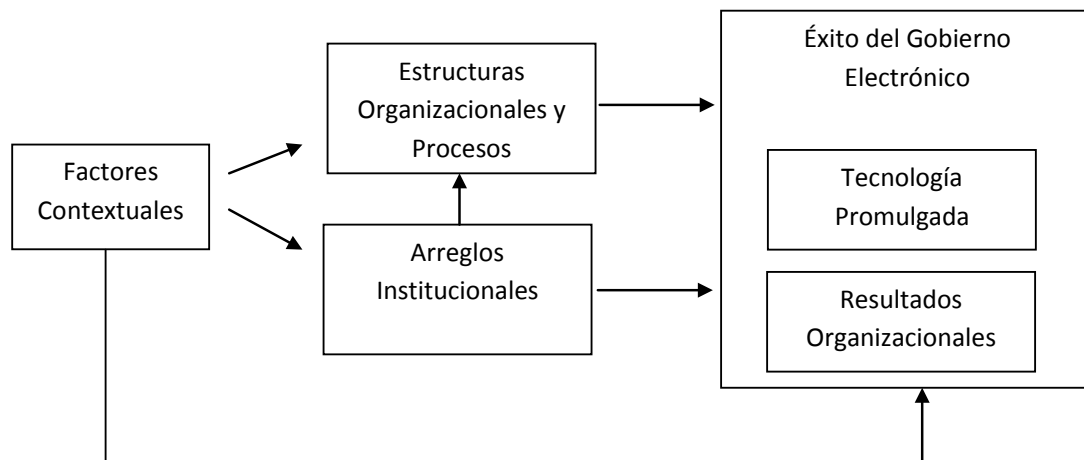 Factores
Contextuales
Estructuras
Organizacionales y
Procesos
Arreglos
Institucionales
Éxito del Gobierno
Electrónico
Tecnología
Promulgada
Resultados
Organizacionales